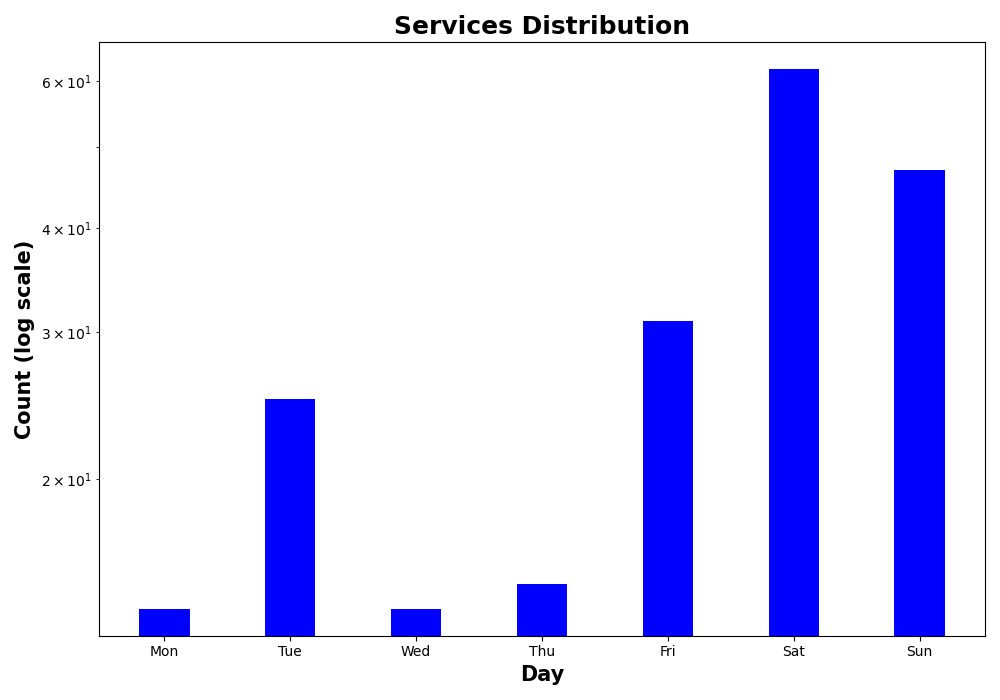 Services Distribution
Count (log scale)
6 × 10¹
4 × 10¹
3 × 10¹
2 × 10¹
Mon Tue Wed Thu Fri Sat Sun
Day